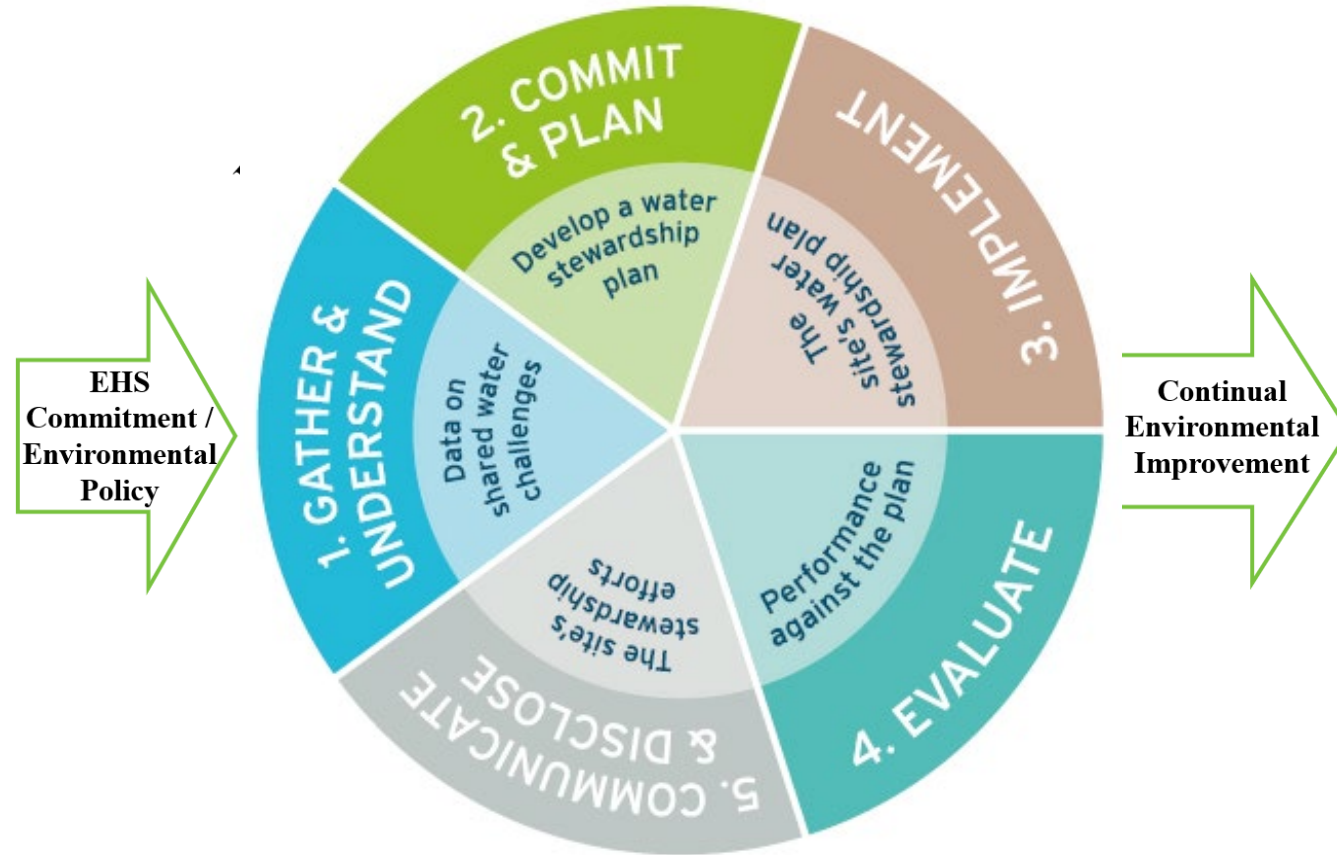 EHS
Commitment /
Environmental
Policy
1. GATHER &
UNDERSTAND
Data on
shared water
challenges
2. COMMIT
& PLAN
Develop a water
stewardship
plan
3. IMPLEMENT
The
site's water
stewardship plan
4. EVALUATE
Performance
against the plan
5. COMMUNICATE
& DISCLOSE
The site's
stewardship
efforts
Continual
Environmental
Improvement